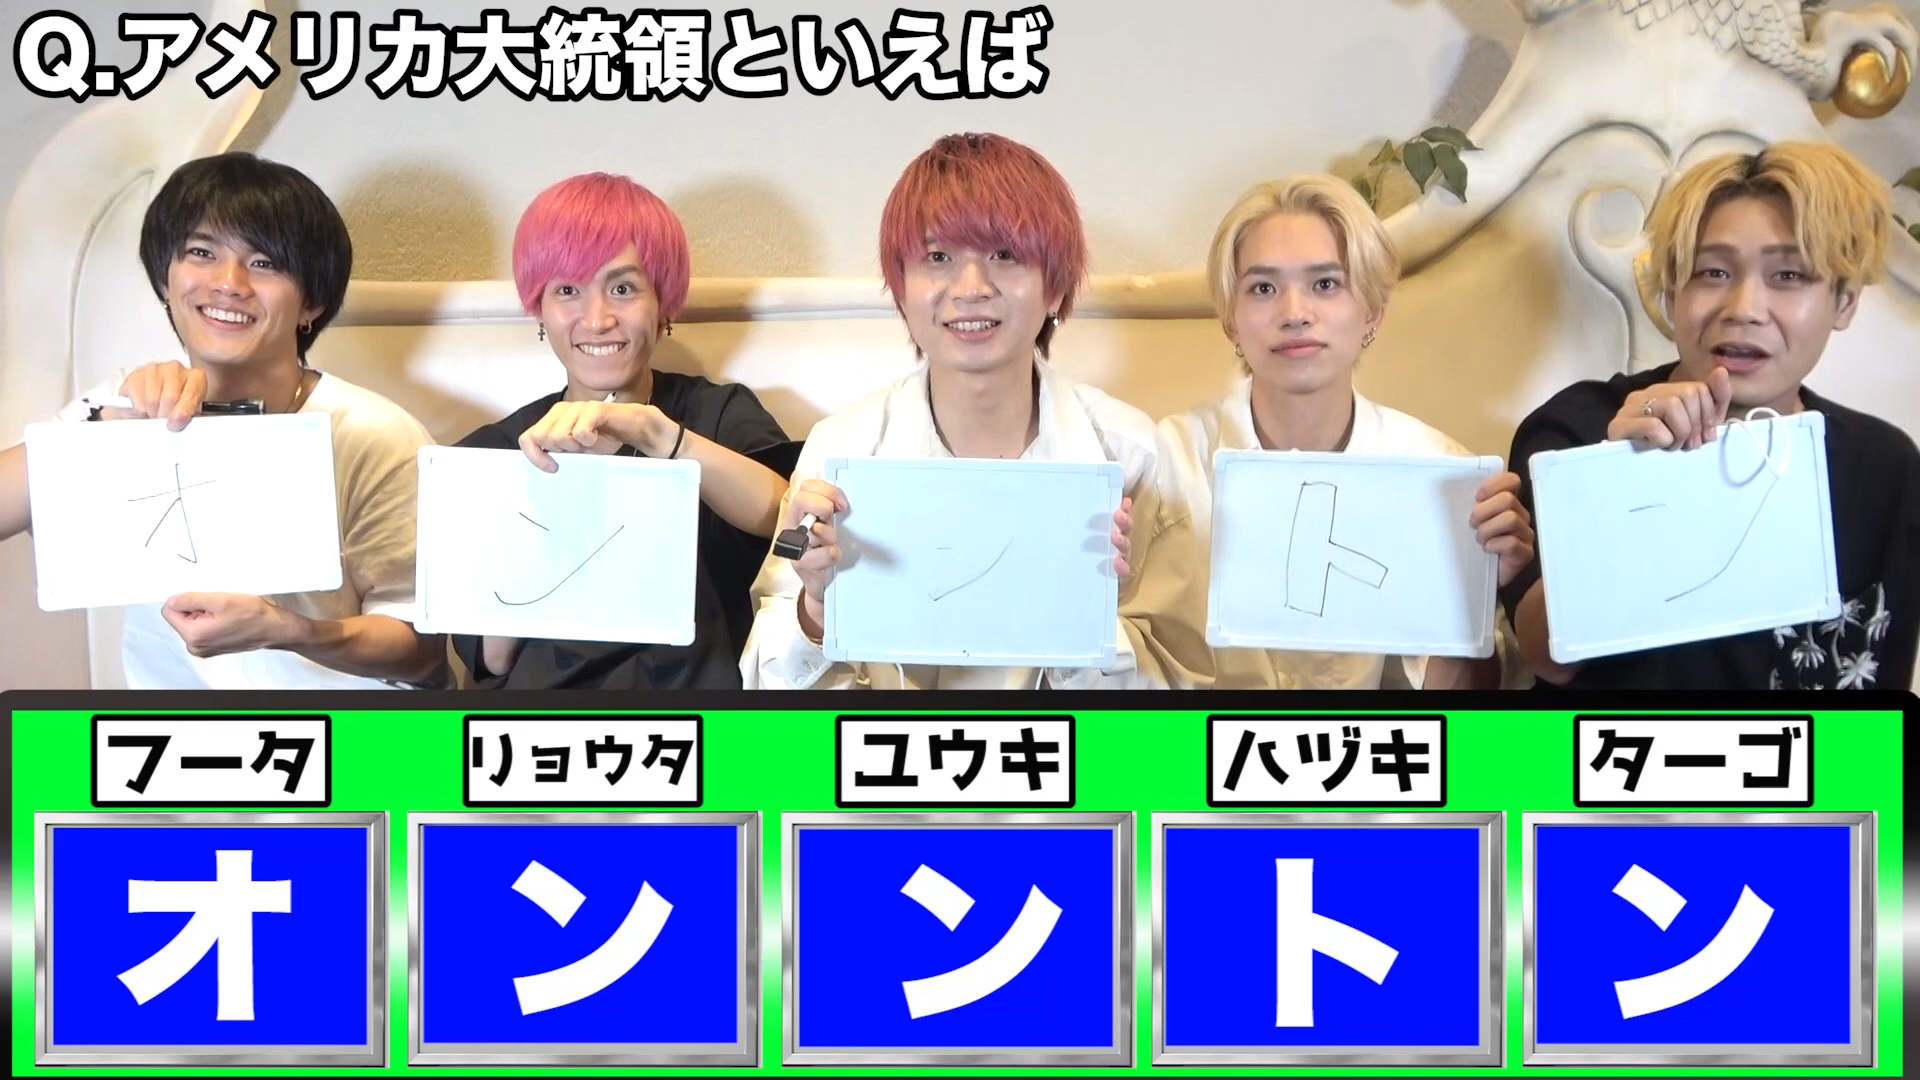 Q.アメリカ大統領といえば
オ
ン
ン
ト
ン
フータ リョウタ ユウキ ハヅキ ターゴ
オ ン ン ト ン